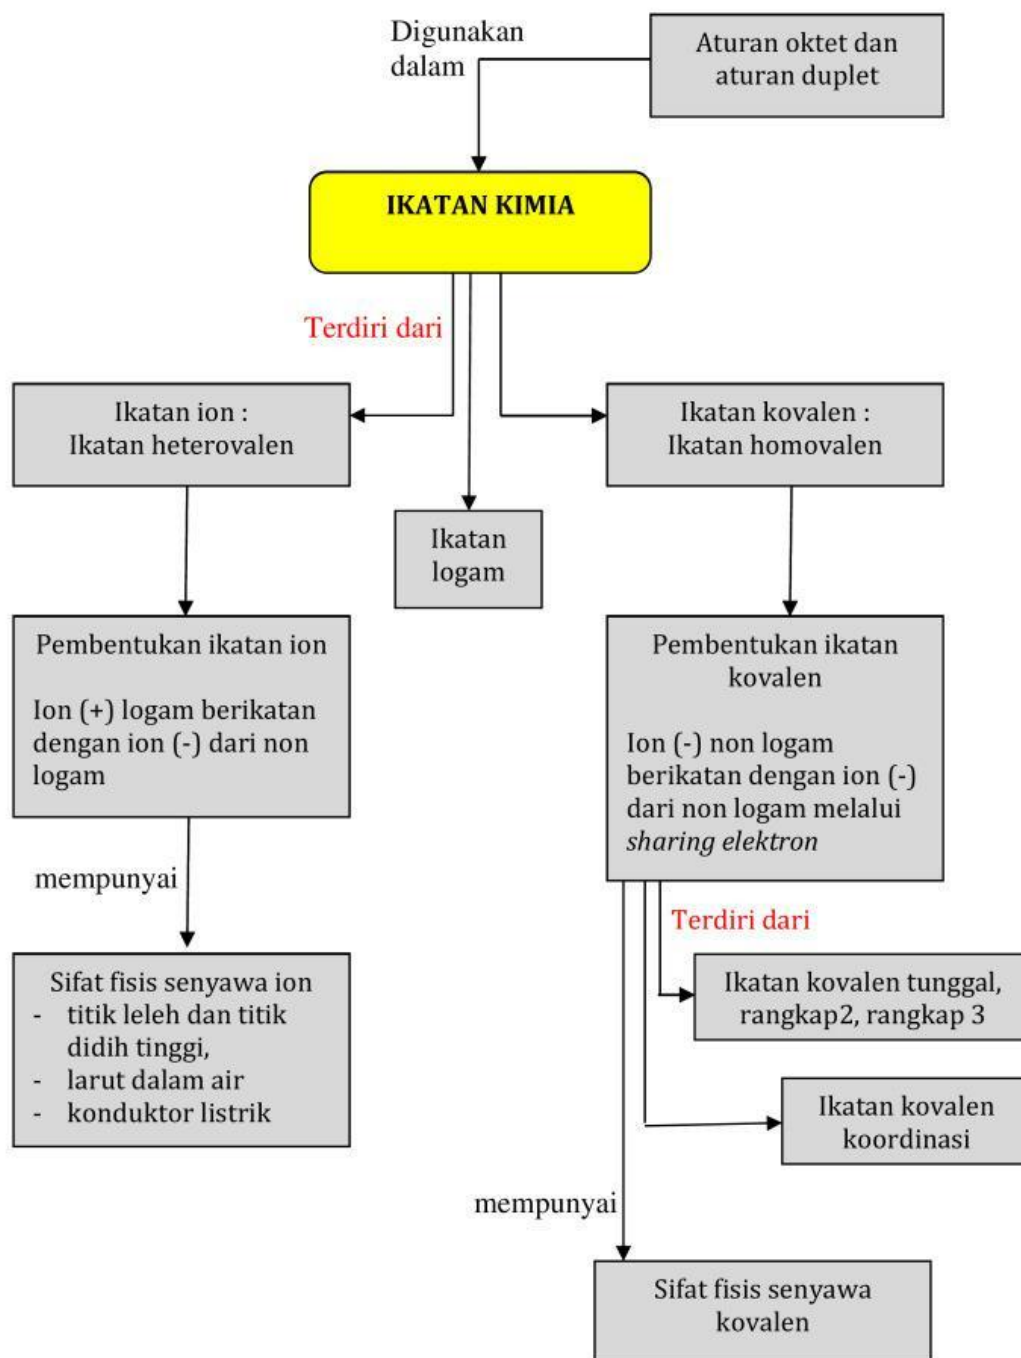 Digunakan
dalam
Aturan oktet dan
aturan duplet
IKATAN KIMIA
Terdiri dari
Ikatan ion :
Ikatan heterovalen
Ikatan kovalen :
Ikatan homovalen
Ikatan
logam
Pembentukan ikatan ion
Ion (+) logam berikatan
dengan ion (-) dari non
logam
Pembentukan ikatan
kovalen
Ion (-) non logam
berikatan dengan ion (-)
dari non logam melalui
sharing elektron
mempunyai
Terdiri dari
Sifat fisis senyawa ion
- titik leleh dan titik
didih tinggi,
- larut dalam air
- konduktor listrik
Ikatan kovalen tunggal,
rangkap2, rangkap 3
Ikatan kovalen
koordinasi
mempunyai
Sifat fisis senyawa
kovalen